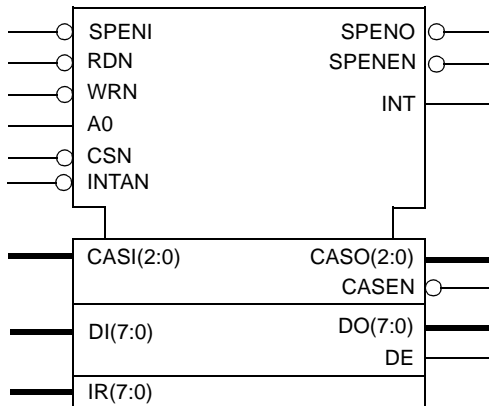 SPENI SPENO
RDN SPENEN
WRN
INT
A0
CSN
INTAN
CASI(2:0) CASO(2:0)
CASEN
DI(7:0) DO(7:0)
DE
IR(7:0)